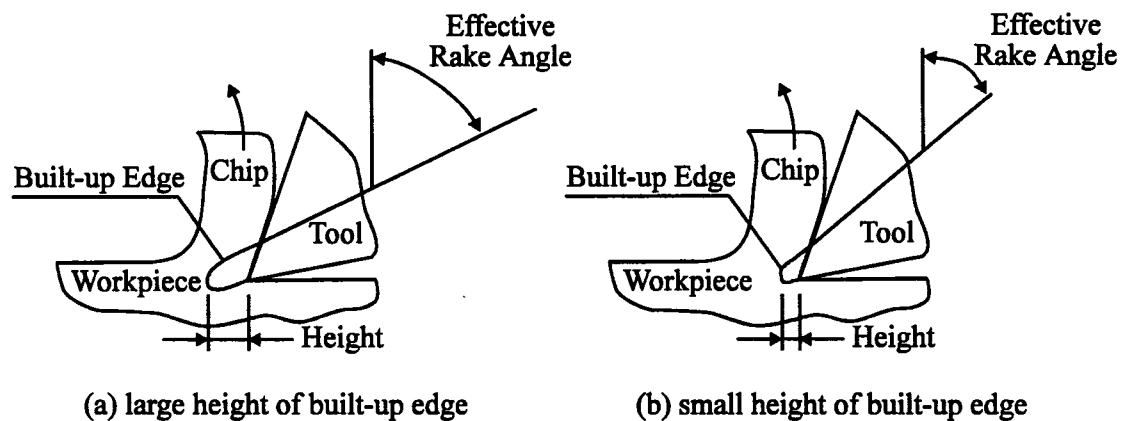 Effective
Rake Angle
Chip
Built-up Edge
Tool
Workpiece
Height
(a) large height of built-up edge
Effective
Rake Angle
Chip
Built-up Edge
Tool
Workpiece
Height
(b) small height of built-up edge